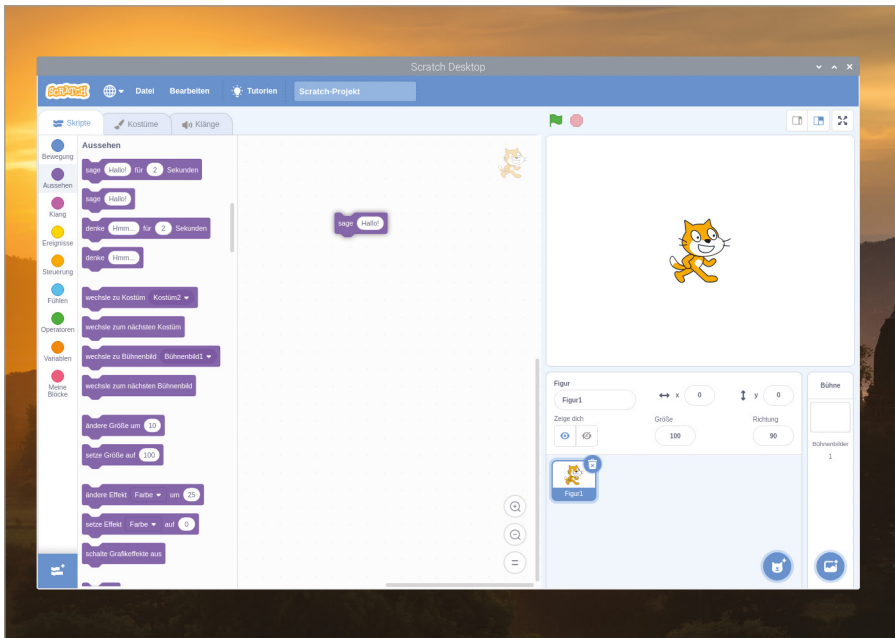 Scratch Desktop
SCRATCH
Datei Bearbeiten Tutorien Scratch-Projekt
Skripte Kostüme Klänge
Bewegung
Aussehen
Klang
Ereignisse
Steuerung
Fühlen
Operatoren
Variablen
Meine
Blöcke
Aussehen
sage Hallo! für 2 Sekunden
sage Hallo!
denke Hmm... für 2 Sekunden
denke Hmm...
wechsle zu Kostüm Kostüm2
wechsle zum nächsten Kostüm
wechsle zu Bühnenbild Bühnenbild1
wechsle zum nächsten Bühnenbild
ändere Größe um 10
setze Größe auf 100
ändere Effekt Farbe um 25
setze Effekt Farbe auf 0
schalte Grafikeffekte aus
sage Hallo!
Figur
Figur1 x 0 y 0
Zeige dich Größe Richtung
100 90
Figur1
Bühne
Bühnenbilder
1